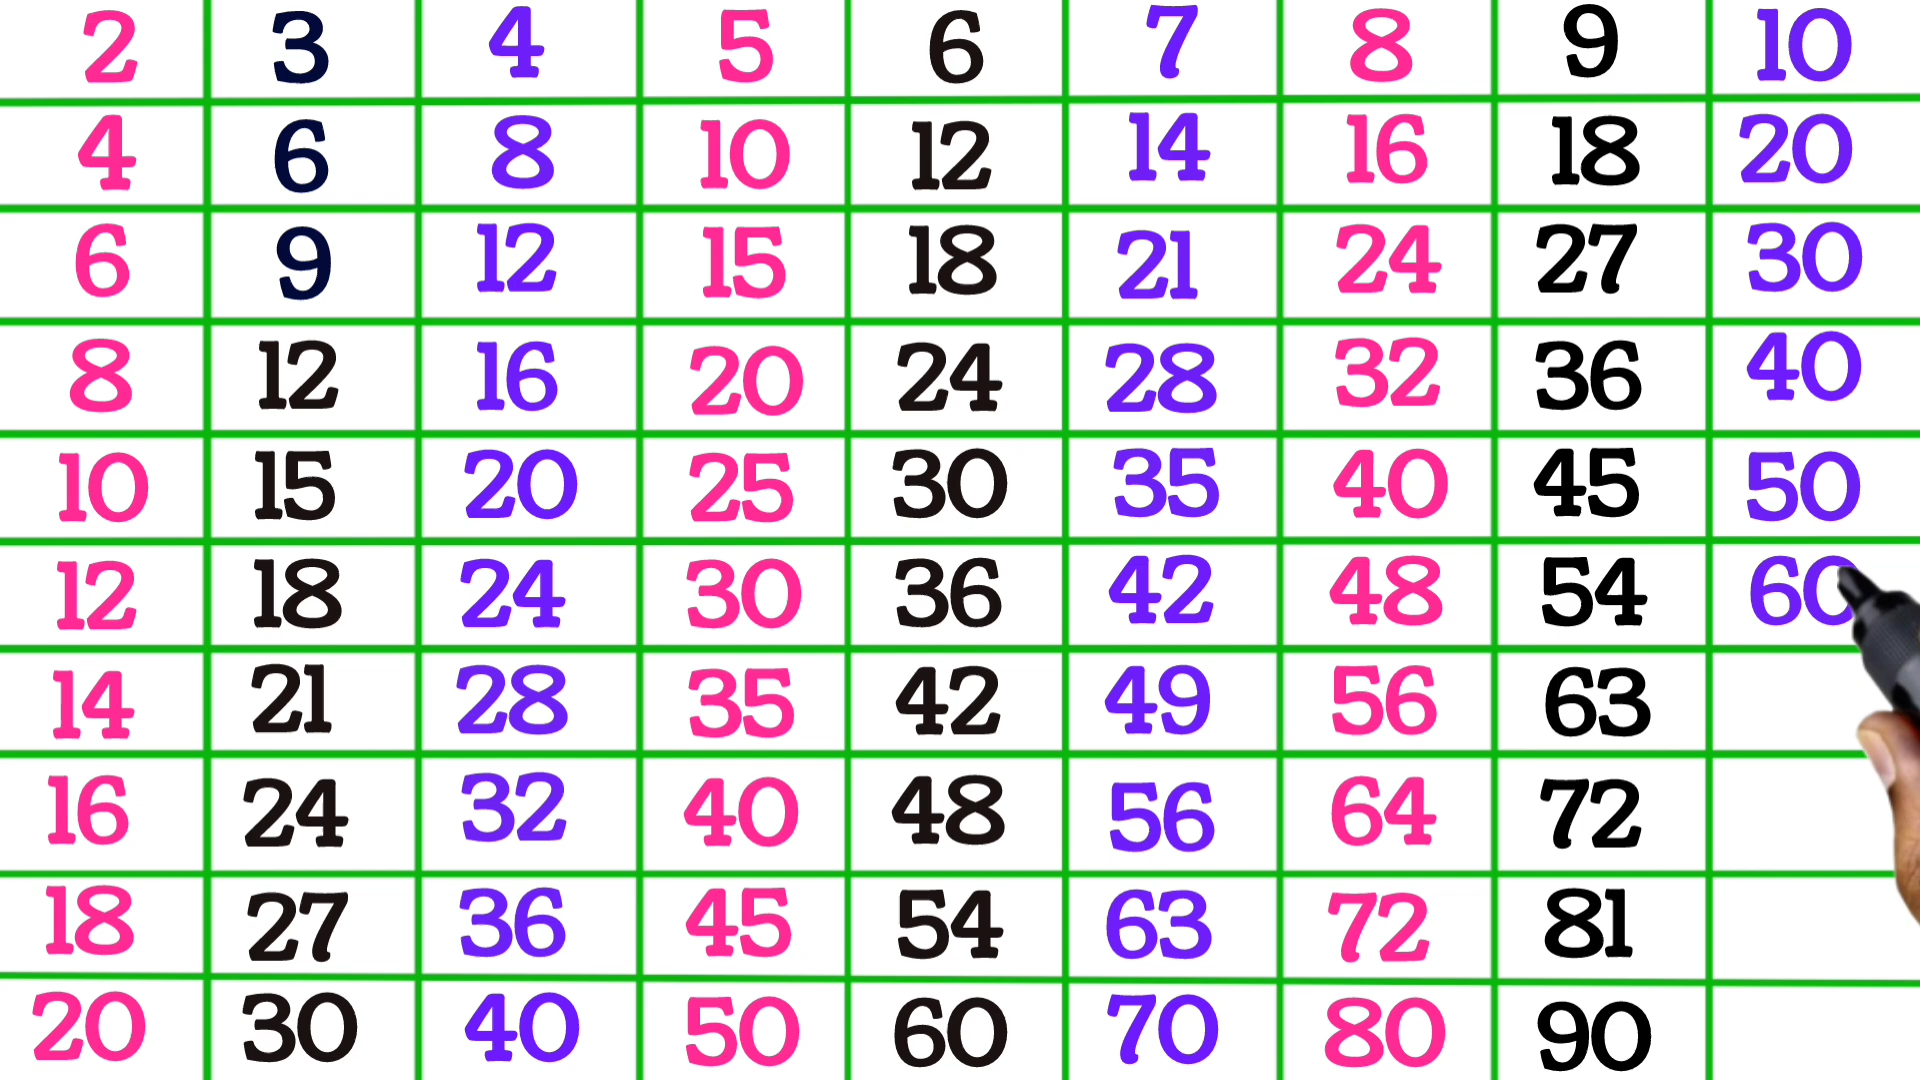 2 3 4 5 6 7 8 9 10
4 6 8 10 12 14 16 18 20
6 9 12 15 18 21 24 27 30
8 12 16 20 24 28 32 36 40
10 15 20 25 30 35 40 45 50
12 18 24 30 36 42 48 54 60
14 21 28 35 42 49 56 63
16 24 32 40 48 56 64 72
18 27 36 45 54 63 72 81
20 30 40 50 60 70 80 90